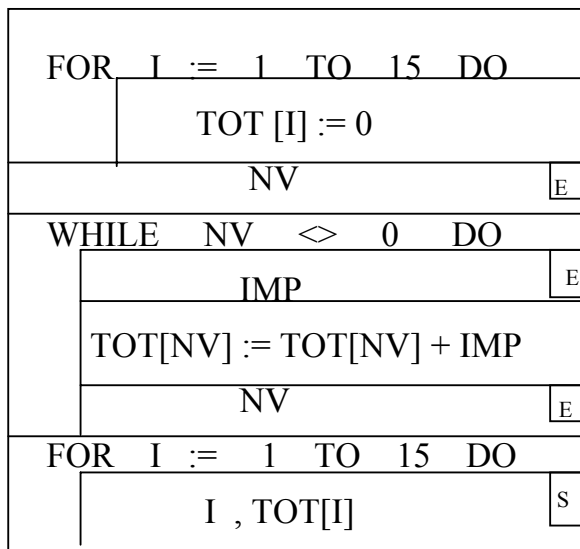 FOR I := 1 TO 15 DO
TOT [I] := 0
NV E
WHILE NV <> 0 DO
IMP E
TOT[NV] := TOT[NV] + IMP
NV E
FOR I := 1 TO 15 DO
I , TOT[I] S